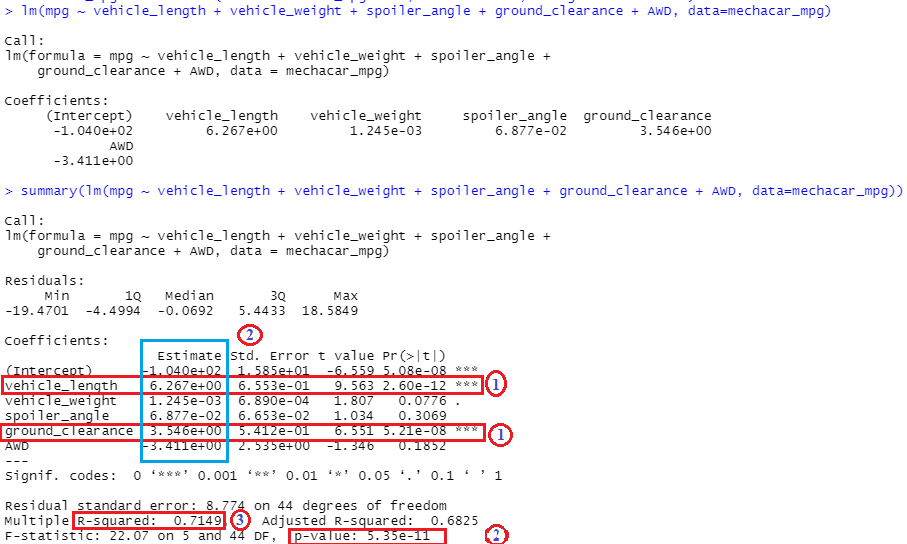 > lm(mpg ~ vehicle_length + vehicle_weight + spoiler_angle + ground_clearance + AWD, data=mechacar_mpg)
Call:
lm(formula = mpg ~ vehicle_length + vehicle_weight + spoiler_angle +
ground_clearance + AWD, data = mechacar_mpg)
Coefficients:
(Intercept) vehicle_length vehicle_weight spoiler_angle ground_clearance
-1.040e+02 6.267e+00 1.245e-03 6.877e-02 3.546e+00
AWD
-3.411e+00
> summary(lm(mpg ~ vehicle_length + vehicle_weight + spoiler_angle + ground_clearance + AWD, data=mechacar_mpg))
Call:
lm(formula = mpg ~ vehicle_length + vehicle_weight + spoiler_angle +
ground_clearance + AWD, data = mechacar_mpg)
Residuals:
Min 1Q Median 3Q Max
-19.4701 -4.4994 -0.0692 5.4433 18.5849
Coefficients: 2
Estimate Std. Error t value Pr(>|t|)
(Intercept) -1.040e+02 1.585e+01 -6.559 5.08e-08 ***
vehicle_length 6.267e+00 6.553e-01 9.563 2.60e-12 *** 1
vehicle_weight 1.245e-03 6.890e-04 1.807 0.0776 .
spoiler_angle 6.877e-02 6.653e-02 1.034 0.3069
ground_clearance 3.546e+00 5.412e-01 6.551 5.21e-08 *** 1
AWD -3.411e+00 2.535e+00 -1.346 0.1852
---
Signif. codes: 0 ‘***’ 0.001 ‘**’ 0.01 ‘*’ 0.05 ‘.’ 0.1 ‘ ’ 1
Residual standard error: 8.774 on 44 degrees of freedom
Multiple R-squared: 0.7149, 3 Adjusted R-squared: 0.6825
F-statistic: 22.07 on 5 and 44 DF, p-value: 5.35e-11 2